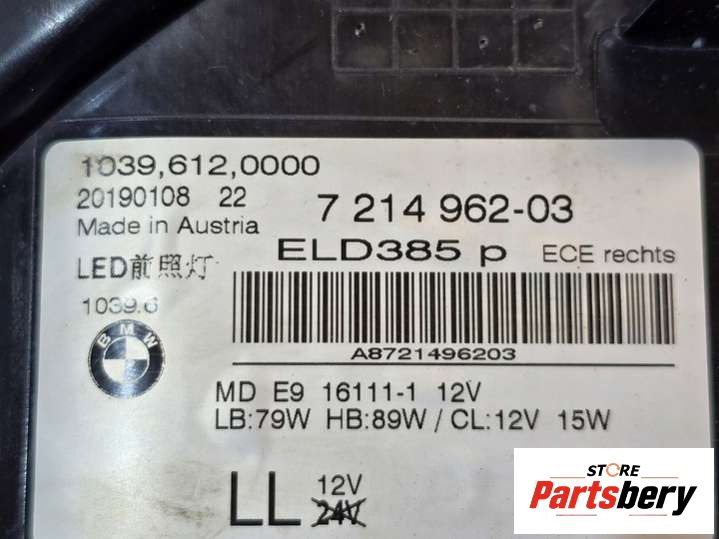 1039,612,0000
20190108 22
7 214 962-03
Made in Austria
ELD385 p ECE rechts
LED前照灯
1039.6
BMW
A8721496203
MD E9 16111-1 12V
LB:79W HB:89W / CL:12V 15W
LL 12V
24V
STORE
Partsbery